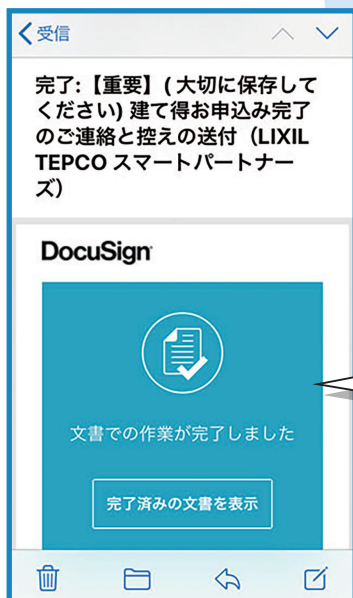 受信
完了:【重要】( 大切に保存して
ください) 建て得お申込み完了
のご連絡と控えの送付（LIXIL
TEPCO スマートパートナー
ズ）
DocuSign
文書での作業が完了しました
完了済みの文書を表示